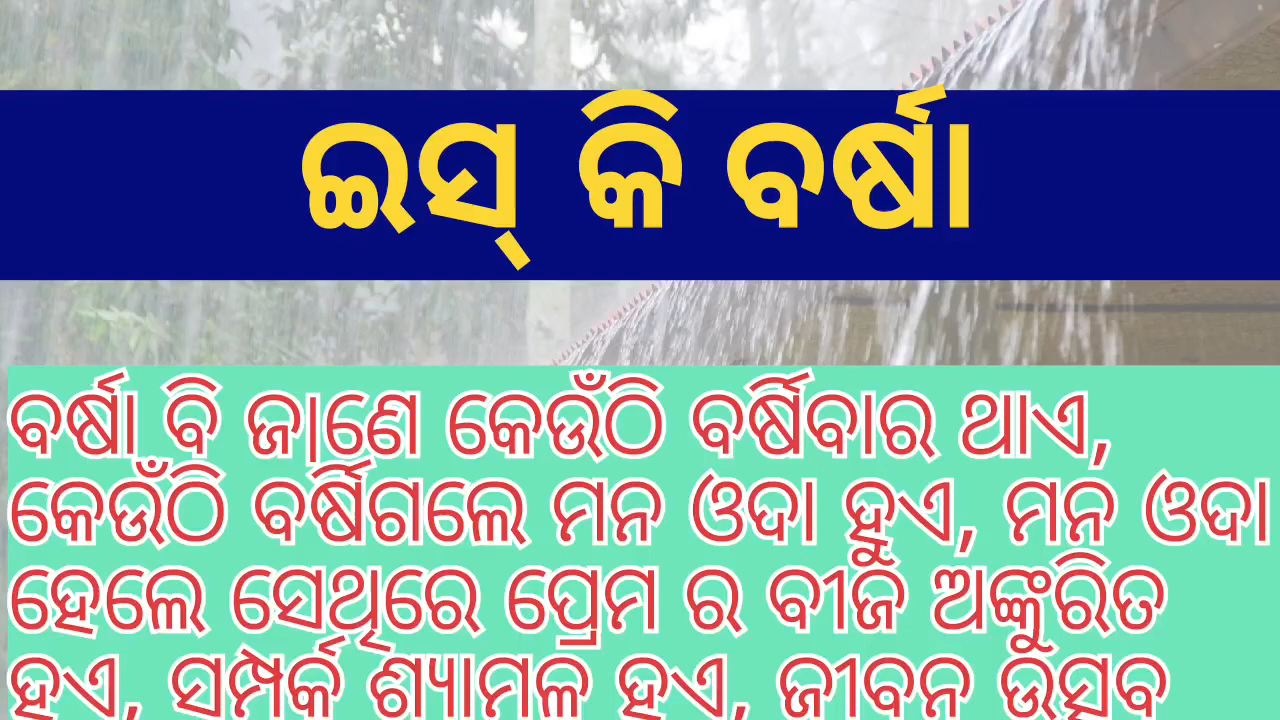 ଇସ୍ କି ବର୍ଷା
ବର୍ଷା ବି ଜାଣେ କେଉଁଠି ବର୍ଷିବାର ଥାଏ,
କେଉଁଠି ବର୍ଷିଗଲେ ମନ ଓଦା ହୁଏ, ମନ ଓଦା
ହେଲେ ସେଥିରେ ପ୍ରେମ ର ବୀଜ ଅଙ୍କୁରିତ
ହୁଏ, ସମ୍ପର୍କ ଶ୍ୟାମଳ ହୁଏ, ଜୀବନ ଉତ୍ସବ